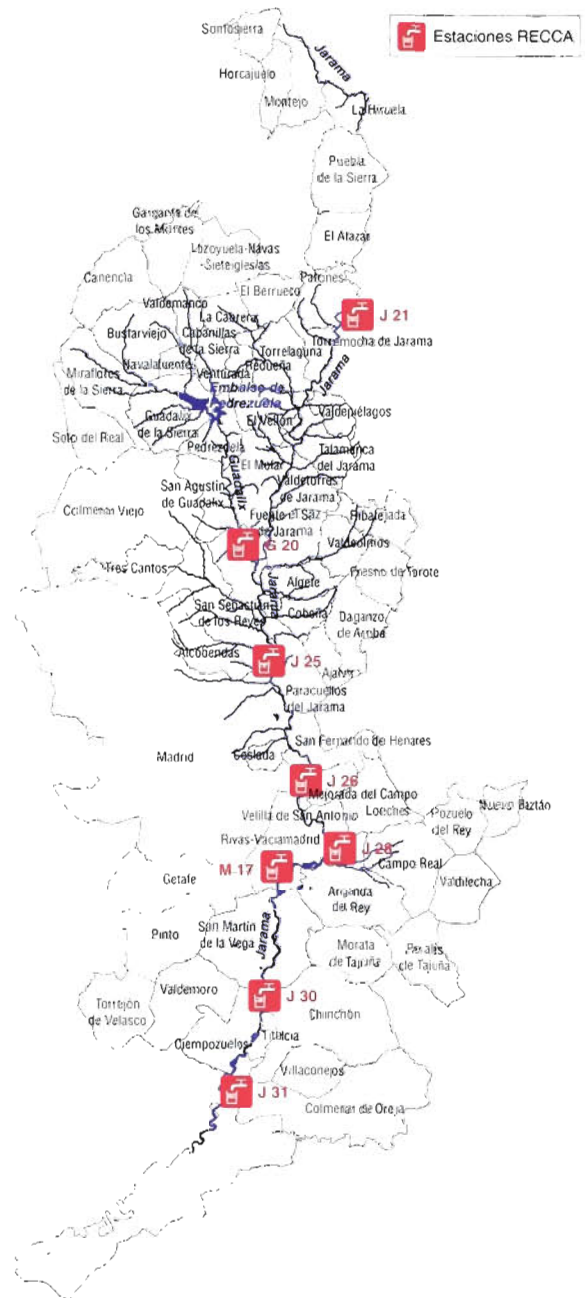 Estaciones RECCA
Somosierra
Jarama
Horcajuelo
Montejo
La Hiruela
Puebla
de la Sierra
Garganta de
los Montes
El Atazar
Lozoyuela-Navas
Sieteiglesias
Canencia
Patones
El Berrueco
Valdemanco
J 21
La Cabrera
Bustarviejo
Cabanillas
de la Sierra
Torremocha de Jarama
Torrelaguna
Navalafuente
Redueña
Miraflores
de la Sierra
Venturada
Jarama
Embalse de
Pedrezuela
Guadalix
de la Sierra
Valdepiélagos
El Vellón
Soto del Real
Pedrezuela
Talamanca
del Jarama
Guadalix
El Molar
Valdetorres
de Jarama
San Agustín
de Guadalix
Colmenar Viejo
Fuente el Saz
de Jarama
Ribatejada
G 20
Valdeolmos
Tres Cantos
Fresno de Torote
Jarama
Algete
San Sebastián
de los Reyes
Cobeña
Daganzo
de Arriba
Alcobendas
J 25
Ajalvir
Paracuellos
del Jarama
San Fernando de Henares
Madrid
Coslada
J 26
Mejorada del Campo
Loeches
Nuevo Baztán
Velilla de San Antonio
Pozuelo
del Rey
Rivas-Vaciamadrid
J 28
M 17
Campo Real
Getafe
Valdilecha
Arganda
del Rey
San Martín
de la Vega
Pinto
Jarama
Morata
de Tajuña
Perales
de Tajuña
Valdemoro
J 30
Torrejón
de Velasco
Chinchón
Titulcia
Ciempozuelos
Villaconejos
J 31
Colmenar de Oreja